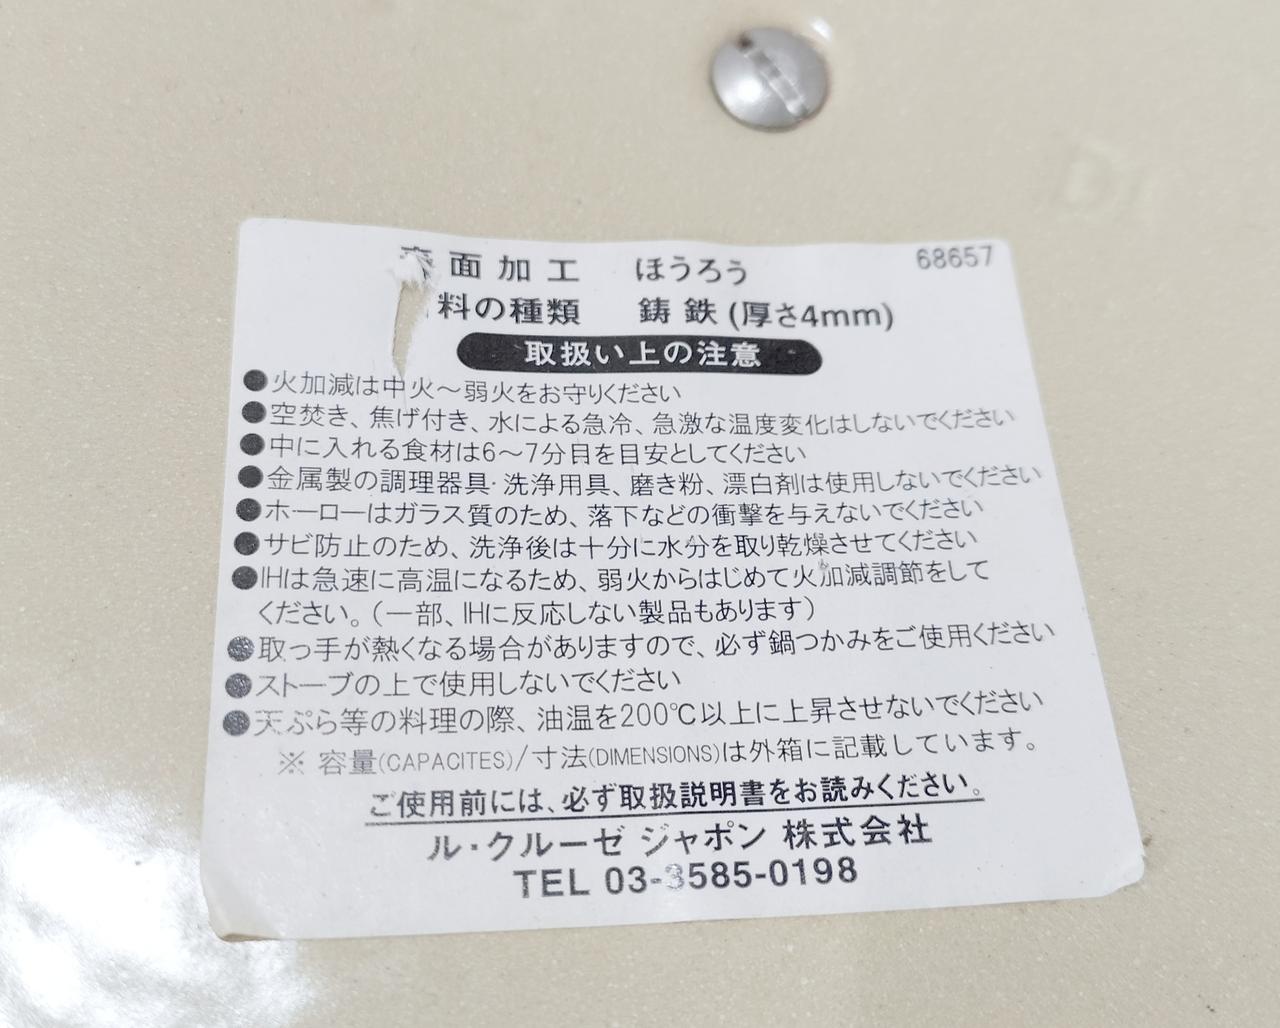 面加工 ほうろう 68657
料の種類 鋳鉄(厚さ4mm)
取扱い上の注意
●火加減は中火〜弱火をお守りください
●空焚き、焦げ付き、水による急冷、急激な温度変化はしないでください
●中に入れる食材は6〜7分目を目安としてください
●金属製の調理器具・洗浄用具、磨き粉、漂白剤は使用しないでください
●ホーローはガラス質のため、落下などの衝撃を与えないでください
●サビ防止のため、洗浄後は十分に水分を取り乾燥させてください
●IHは急速に高温になるため、弱火からはじめて火加減調節をして
ください。(一部、IHに反応しない製品もあります)
●取っ手が熱くなる場合がありますので、必ず鍋つかみをご使用ください
●ストーブの上で使用しないでください
●天ぷら等の料理の際、油温を200℃以上に上昇させないでください
※ 容量(CAPACITES)/寸法(DIMENSIONS)は外箱に記載しています。
ご使用前には、必ず取扱説明書をお読みください。
ル・クルーゼ ジャポン 株式会社
TEL 03-3585-0198